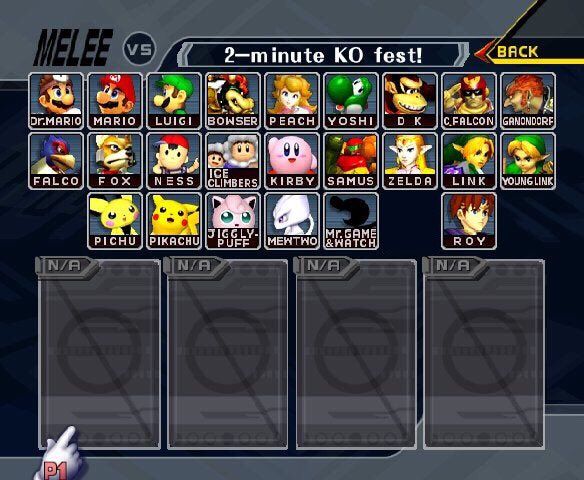 MELEE VS 2-minute KO fest! BACK
Dr.MARIO MARIO LUIGI BOWSER PEACH YOSHI D K C.FALCON GANONDORF
FALCO FOX NESS ICE CLIMBERS KIRBY SAMUS ZELDA LINK YOUNG LINK
PICHU PIKACHU JIGGLY-PUFF MEWTWO Mr.GAME &WATCH ROY
N/A N/A N/A N/A
P1